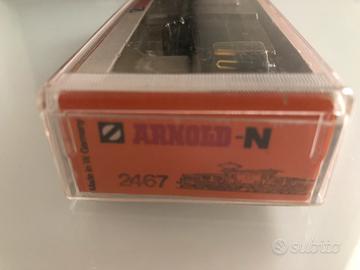 ARNOLD-N
Made in W. Germany
2467
subito